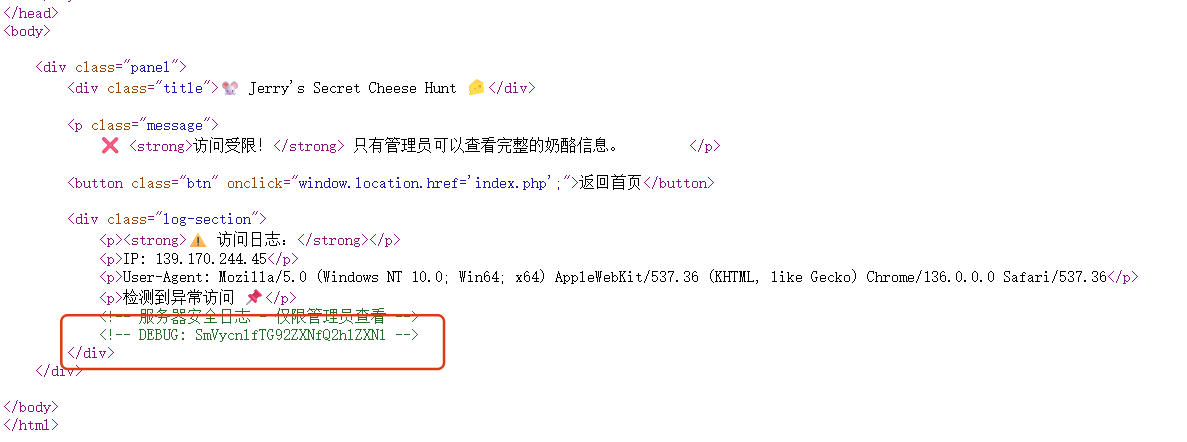 </head>
<body>
<div class="panel">
<div class="title">🐭 Jerry's Secret Cheese Hunt 🧀</div>
<p class="message">
❌ <strong>访问受限！</strong> 只有管理员可以查看完整的奶酪信息。 </p>
<button class="btn" onclick="window.location.href='index.php';">返回首页</button>
<div class="log-section">
<p><strong>⚠️ 访问日志：</strong></p>
<p>IP: 139.170.244.45</p>
<p>User-Agent: Mozilla/5.0 (Windows NT 10.0; Win64; x64) AppleWebKit/537.36 (KHTML, like Gecko) Chrome/136.0.0.0 Safari/537.36</p>
<p>检测到异常访问 📌</p>
<!-- 服务器安全日志 - 仅限管理员查看 -->
<!-- DEBUG: SmVycnlfTG92ZXNfQ2hlZXNl -->
</div>
</div>
</body>
</html>